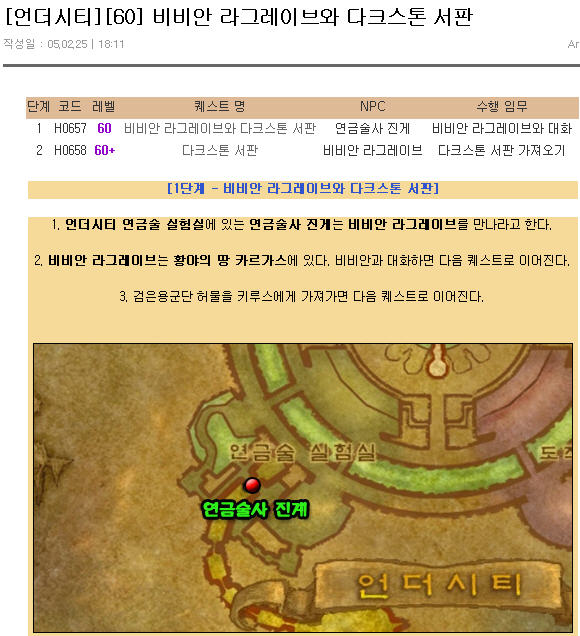 [언더시티][60] 비비안 라그레이브와 다크스톤 서판
작성일 : 05,02,25 | 18:11 Ar
단계 코드 레벨 퀘스트 명 NPC 수행 임무
1 H0657 60 비비안 라그레이브와 다크스톤 서판 연금술사 진게 비비안 라그레이브와 대화
2 H0658 60+ 다크스톤 서판 비비안 라그레이브 다크스톤 서판 가져오기
[1단계 - 비비안 라그레이브와 다크스톤 서판]
1. 언더시티 연금술 실험실에 있는 연금술사 진게는 비비안 라그레이브를 만나라고 한다.
2. 비비안 라그레이브는 황야의 땅 카르가스에 있다. 비비안과 대화하면 다음 퀘스트로 이어진다.
3. 검은용군단 허물을 키루스에게 가져가면 다음 퀘스트로 이어진다.
연금술 실험실
연금술사 진게
언더시티